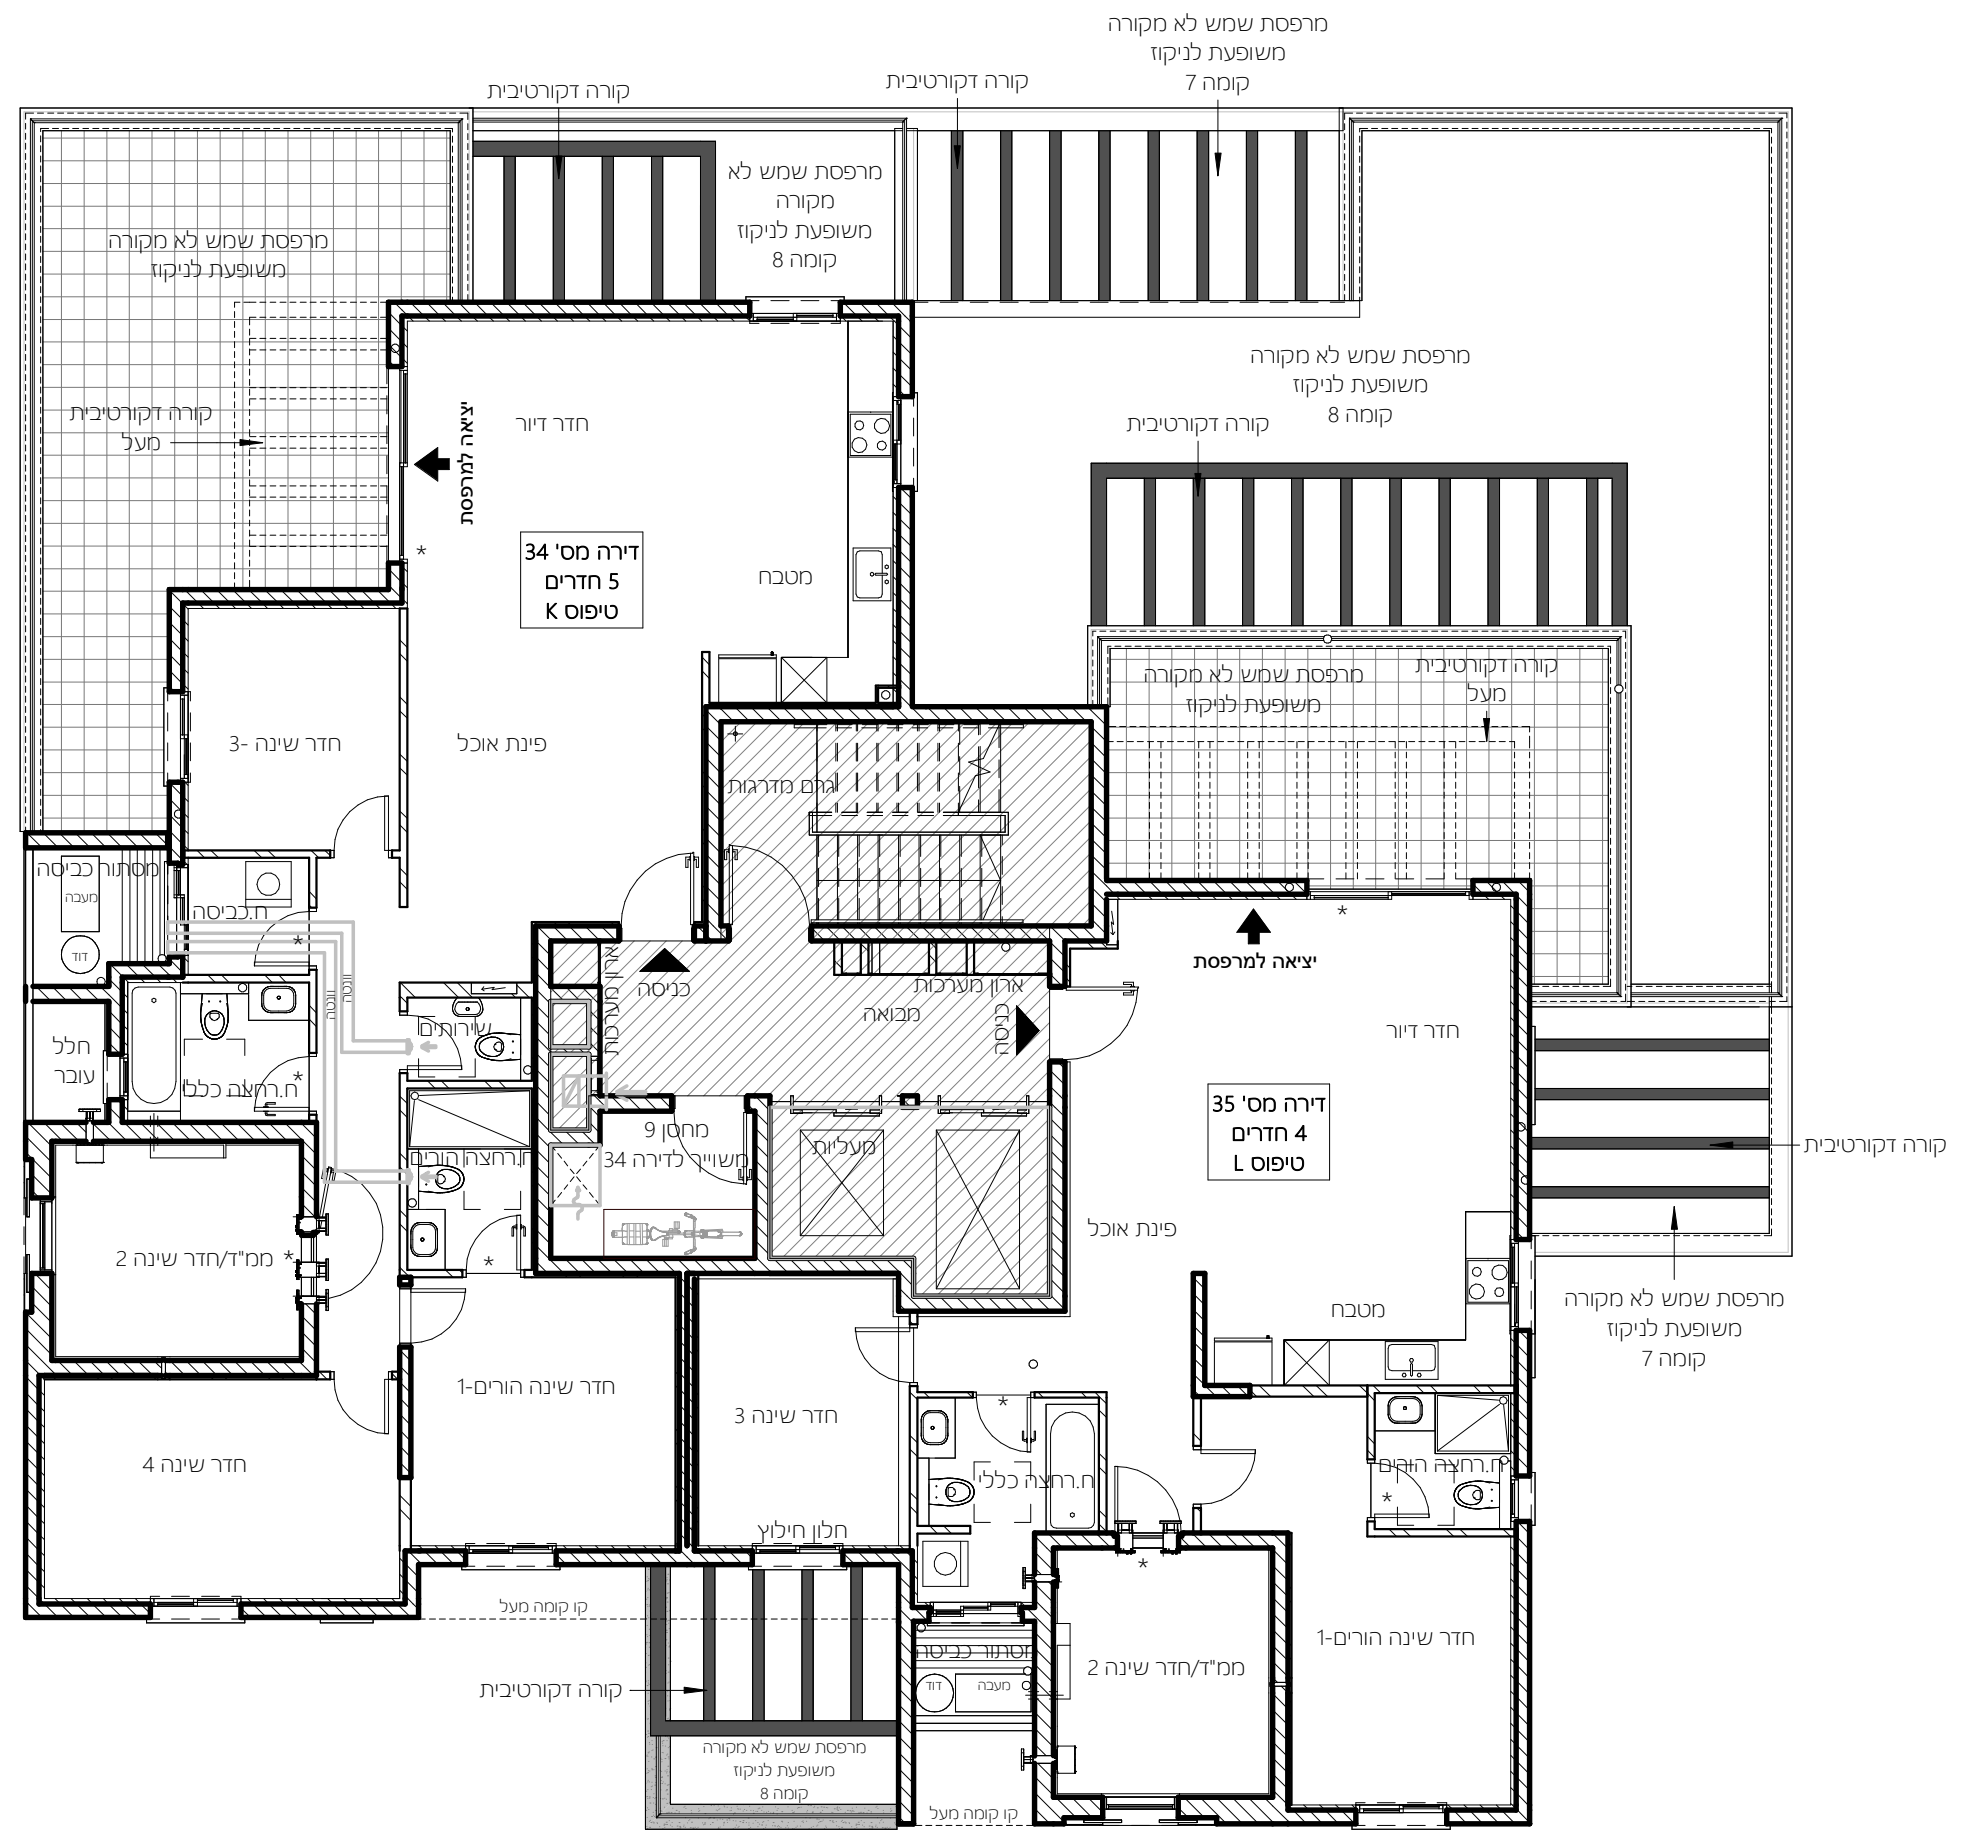 מרפסת שמש לא מקורה
משופעת לניקוז
קומה 7
קורה דקורטיבית
קורה דקורטיבית
מרפסת שמש לא
מקורה
משופעת לניקוז
קומה 8
מרפסת שמש לא מקורה
משופעת לניקוז
מרפסת שמש לא מקורה
משופעת לניקוז
קומה 8
קורה דקורטיבית
קורה דקורטיבית
מעל
יציאה למרפסת
חדר דיור
*
דירה מס' 34
5 חדרים
טיפוס K
מטבח
קורה דקורטיבית
מעל
מרפסת שמש לא מקורה
משופעת לניקוז
חדר שינה -3
פינת אוכל
גרם מדרגות
מסתור כביסה
מעבה
דוד
ח.כביסה
*
וונטה
וונטה
*
יציאה למרפסת
ארון מערכות
כניסה
ארון מערכות
מבואה
כניסה
חדר דיור
שירותים
חלל
עובר
ח.רחצה כללי
*
דירה מס' 35
4 חדרים
טיפוס L
מחסן 9
משוייך לדירה 34
מעליות
קורה דקורטיבית
ח.רחצה הורים
*
ממ"ד/חדר שינה 2
*
פינת אוכל
מטבח
מרפסת שמש לא מקורה
משופעת לניקוז
קומה 7
חדר שינה הורים-1
חדר שינה 3
*
חדר שינה 4
ח.רחצה כללי
ח.רחצה הורים
*
חלון חילוץ
*
קו קומה מעל
חדר שינה הורים-1
מסתור כביסה
מעבה
דוד
ממ"ד/חדר שינה 2
קורה דקורטיבית
מרפסת שמש לא מקורה
משופעת לניקוז
קומה 8
קו קומה מעל